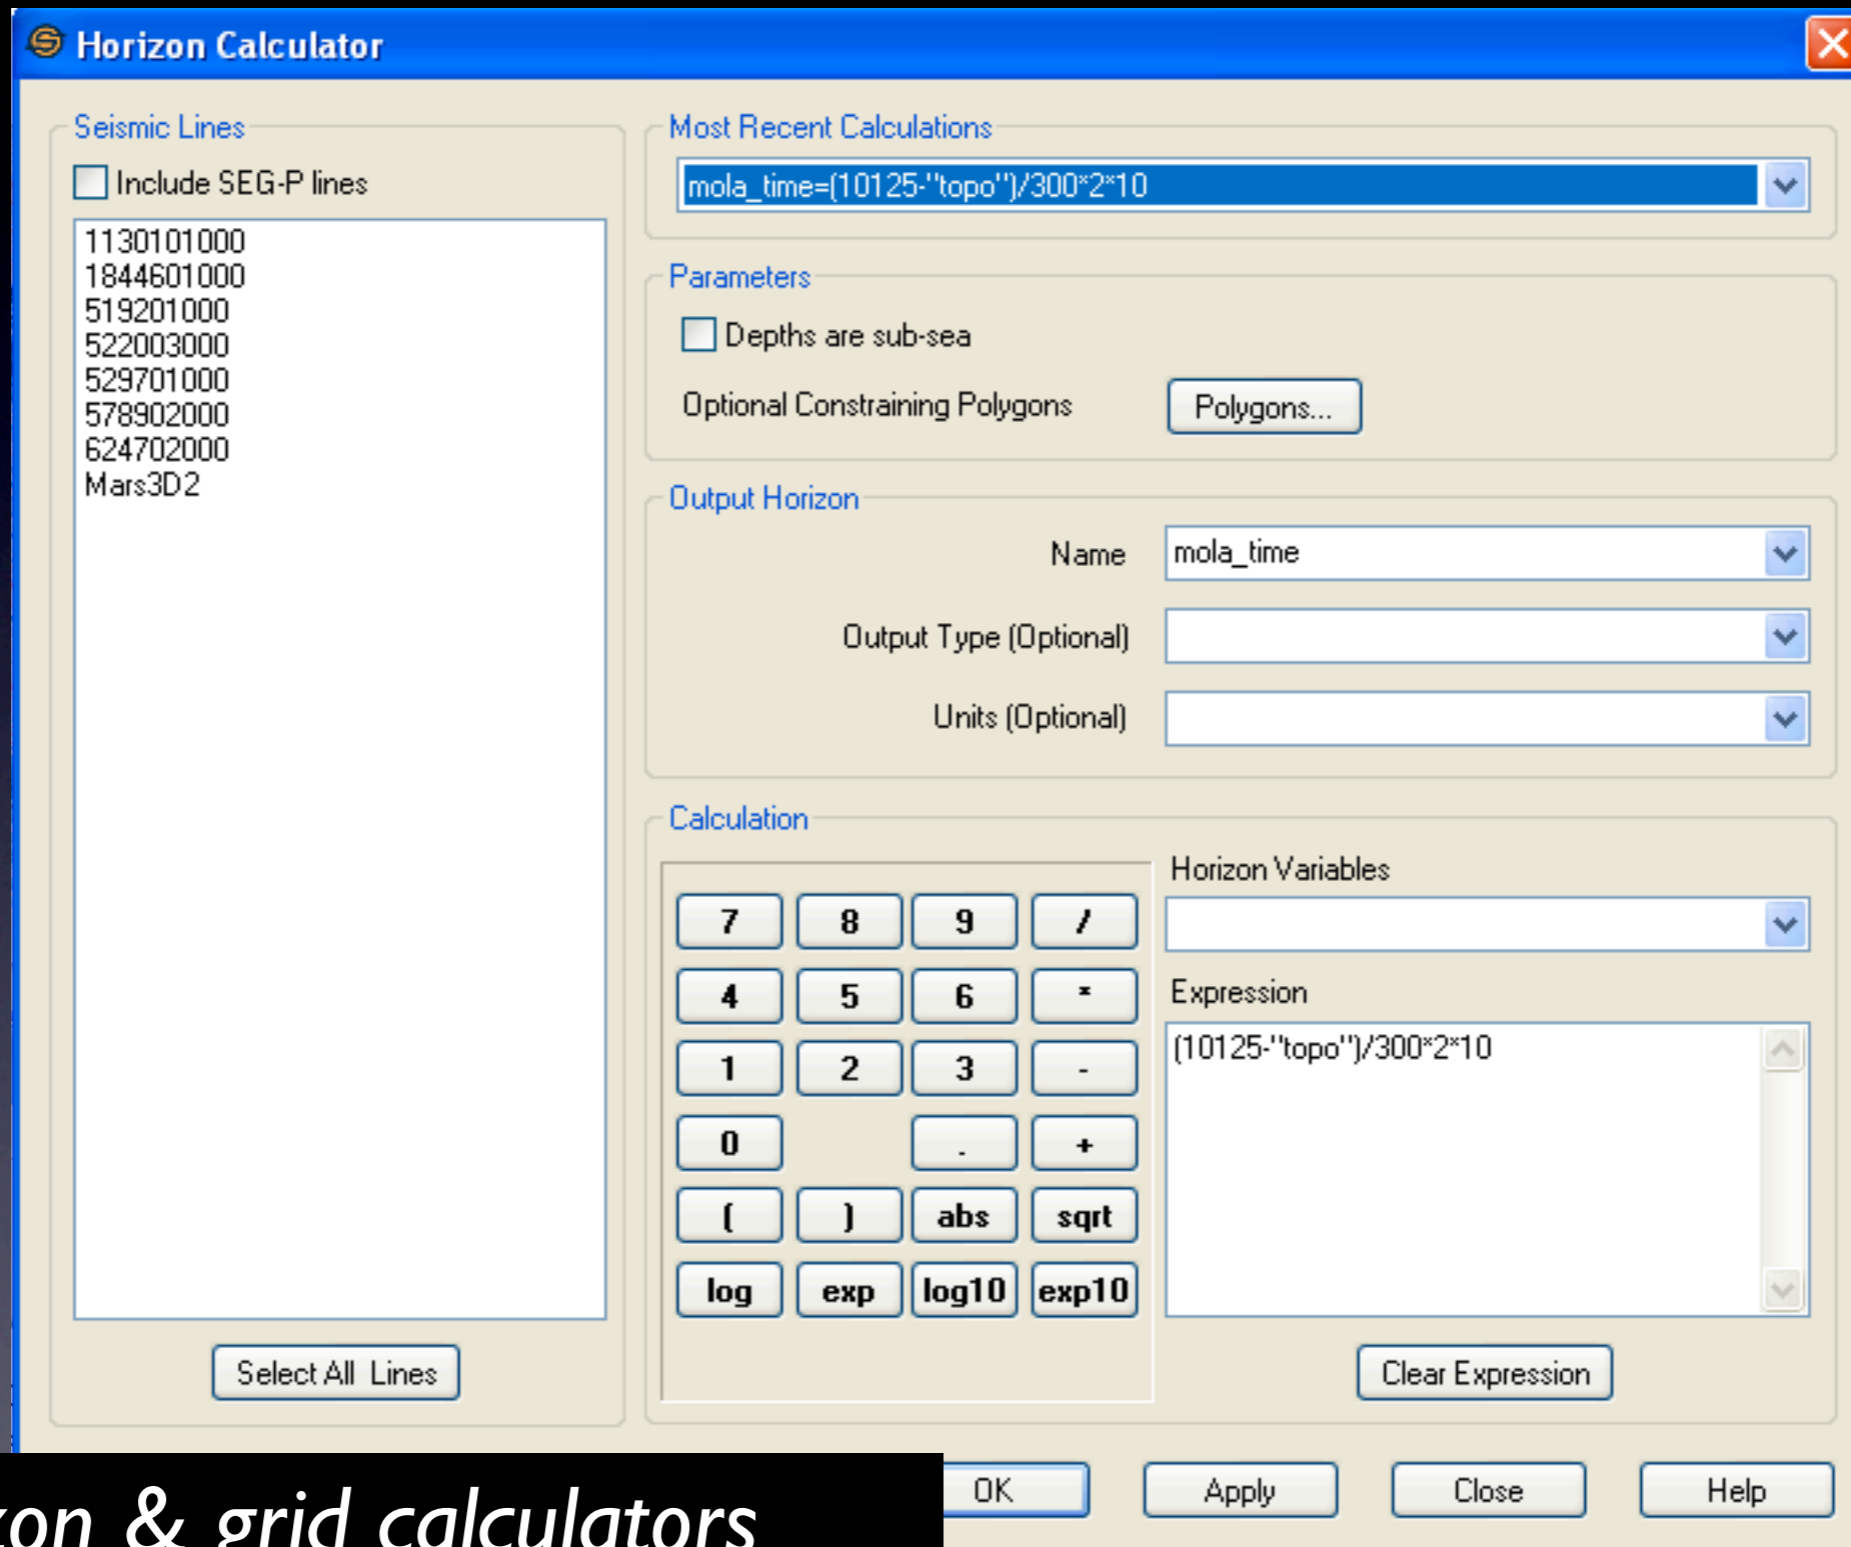 Horizon Calculator
Seismic Lines
Include SEG-P lines
1130101000
1844601000
519201000
522003000
529701000
578902000
624702000
Mars3D2
Select All Lines
Most Recent Calculations
mola_time=(10125-"topo")/300*2*10
Parameters
Depths are sub-sea
Optional Constraining Polygons
Polygons...
Output Horizon
Name
mola_time
Output Type (Optional)
Units (Optional)
Calculation
7 8 9 /
4 5 6 *
1 2 3 -
0 . +
( ) abs sqrt
log exp log10 exp10
Horizon Variables
Expression
(10125-"topo")/300*2*10
Clear Expression
OK Apply Close Help
& grid calculators